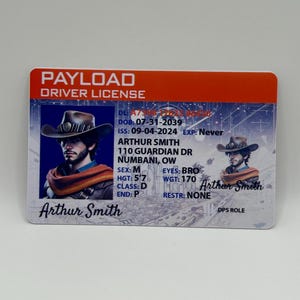 PAYLOAD
DRIVER LICENSE
DL:
DOB: 07-31-2039
ISS: 09-04-2024 EXP: Never
ARTHUR SMITH
110 GUARDIAN DR
NUMBANI, OW
SEX: M EYES: BRO
HGT: 5'7 WGT: 170
CLASS: D
END: P RESTR: NONE
Arthur Smith
Arthur Smith
DPS ROLE